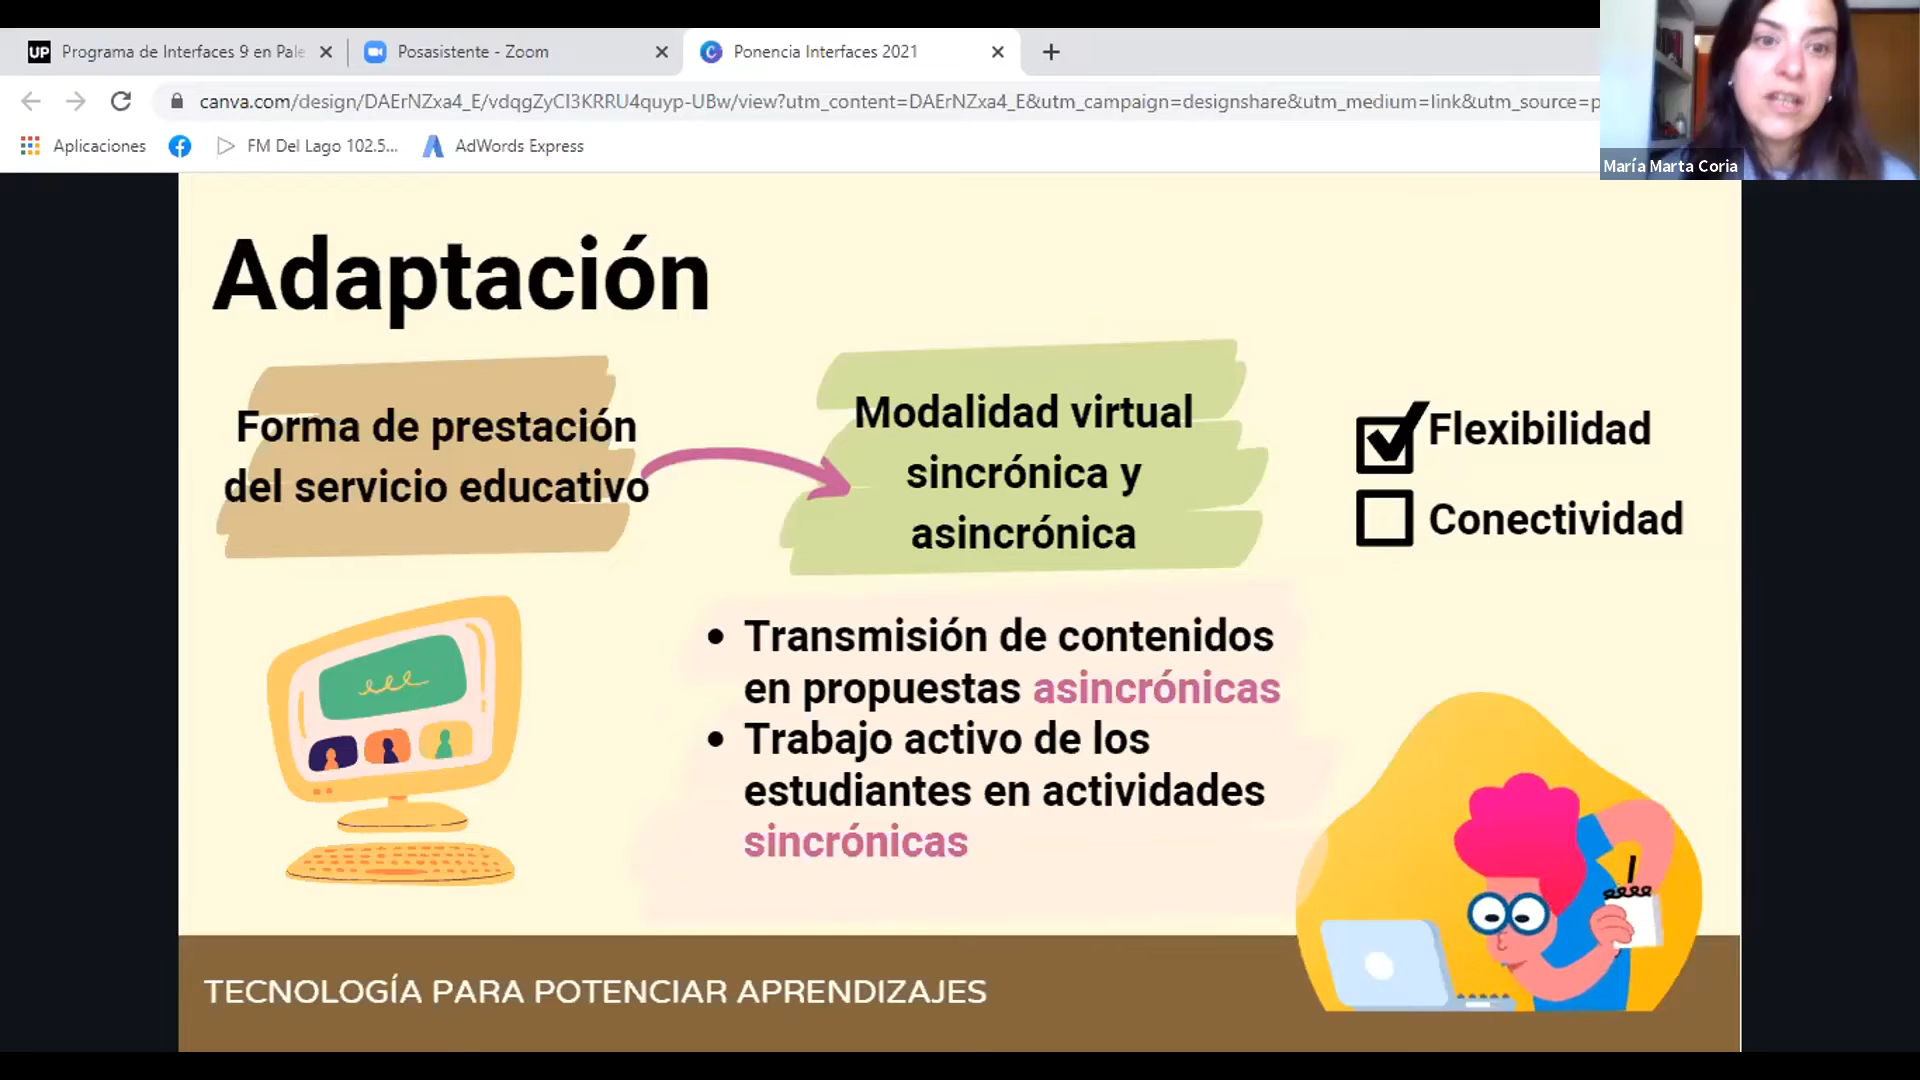 UP Programa de Interfaces 9 en Pale
Posasistente - Zoom
Ponencia Interfaces 2021
canva.com/design/DAErNZxa4_E/vdqgZyCI3KRRU4quyp-UBw/view?utm_content=DAErNZxa4_E&utm_campaign=designshare&utm_medium=link&utm_source=p
Aplicaciones
FM Del Lago 102.5...
AdWords Express
María Marta Coria
Adaptación
Forma de prestación
del servicio educativo
Modalidad virtual
sincrónica y
asincrónica
Flexibilidad
Conectividad
• Transmisión de contenidos
en propuestas asincrónicas
• Trabajo activo de los
estudiantes en actividades
sincrónicas
TECNOLOGÍA PARA POTENCIAR APRENDIZAJES